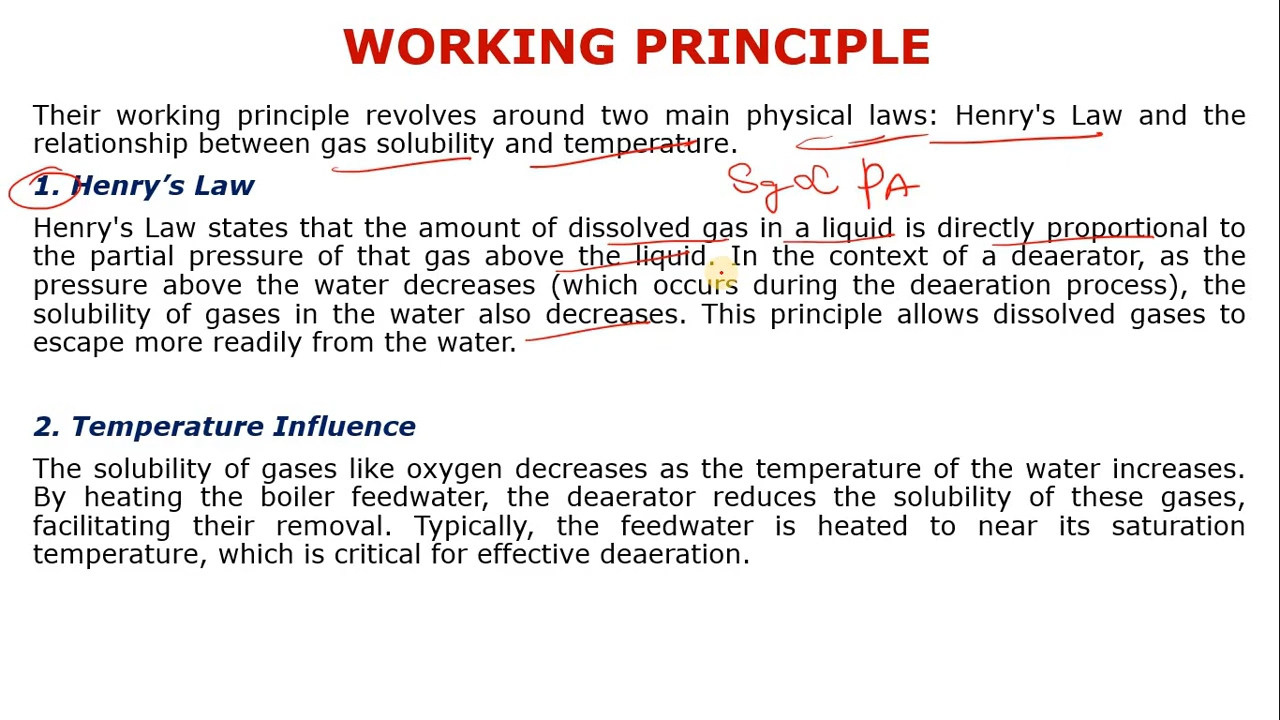 WORKING PRINCIPLE
Their working principle revolves around two main physical laws: Henry's Law and the
relationship between gas solubility and temperature.
Sg ∝ PA
1. Henry’s Law
Henry's Law states that the amount of dissolved gas in a liquid is directly proportional to
the partial pressure of that gas above the liquid. In the context of a deaerator, as the
pressure above the water decreases (which occurs during the deaeration process), the
solubility of gases in the water also decreases. This principle allows dissolved gases to
escape more readily from the water.
2. Temperature Influence
The solubility of gases like oxygen decreases as the temperature of the water increases.
By heating the boiler feedwater, the deaerator reduces the solubility of these gases,
facilitating their removal. Typically, the feedwater is heated to near its saturation
temperature, which is critical for effective deaeration.